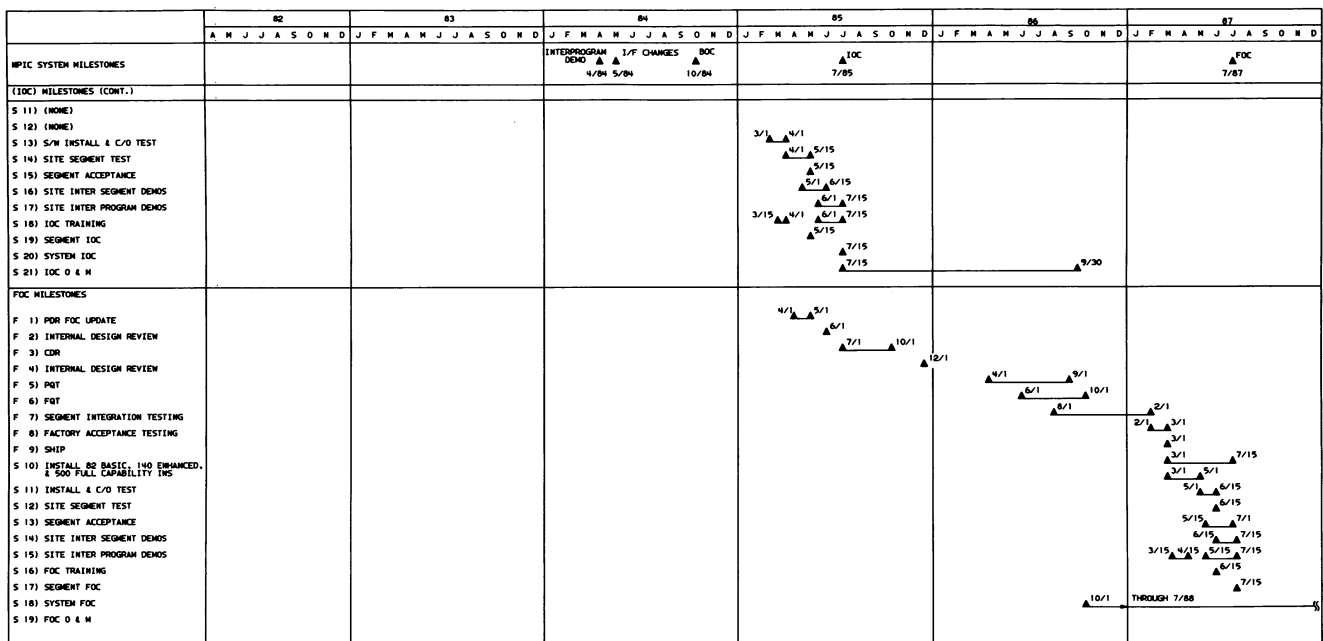 82 83 84 85 86 87
A M J J A S O N D J F M A M J J A S O N D J F M A M J J A S O N D J F M A M J J A S O N D J F M A M J J A S O N D J F M A M J J A S O N D
NPIC SYSTEM MILESTONES
INTERPROGRAM DEMO
4/84
I/F CHANGES
5/84
BOC
10/84
IOC
7/85
FOC
7/87
(IOC) MILESTONES (CONT.)
S 11) (NONE)
S 12) (NONE)
S 13) S/W INSTALL & C/O TEST 3/1 4/1
S 14) SITE SEGMENT TEST 4/1 5/15
S 15) SEGMENT ACCEPTANCE 5/15
S 16) SITE INTER SEGMENT DEMOS 5/1 6/15
S 17) SITE INTER PROGRAM DEMOS 6/1 7/15
S 18) IOC TRAINING 3/15 4/1 6/1 7/15
S 19) SEGMENT IOC 5/15
S 20) SYSTEM IOC 7/15
S 21) IOC O & M 7/15 9/30
FOC MILESTONES
F 1) PDR FOC UPDATE 4/1 5/1
F 2) INTERNAL DESIGN REVIEW 6/1
F 3) CDR 7/1 10/1
F 4) INTERNAL DESIGN REVIEW 12/1
F 5) PQT 4/1 9/1
F 6) FQT 6/1 10/1
F 7) SEGMENT INTEGRATION TESTING 8/1 2/1
F 8) FACTORY ACCEPTANCE TESTING 2/1 3/1
F 9) SHIP 3/1
S 10) INSTALL 82 BASIC, 140 ENHANCED, 3/1 7/15
& 500 FULL CAPABILITY IWS 3/1 5/1
S 11) INSTALL & C/O TEST 5/1 6/15
S 12) SITE SEGMENT TEST 6/15
S 13) SEGMENT ACCEPTANCE 5/15 7/1
S 14) SITE INTER SEGMENT DEMOS 6/15 7/15
S 15) SITE INTER PROGRAM DEMOS 3/15 4/15 5/15 7/15
S 16) FOC TRAINING 6/15
S 17) SEGMENT FOC 7/15
S 18) SYSTEM FOC 10/1 THROUGH 7/88
S 19) FOC O & M